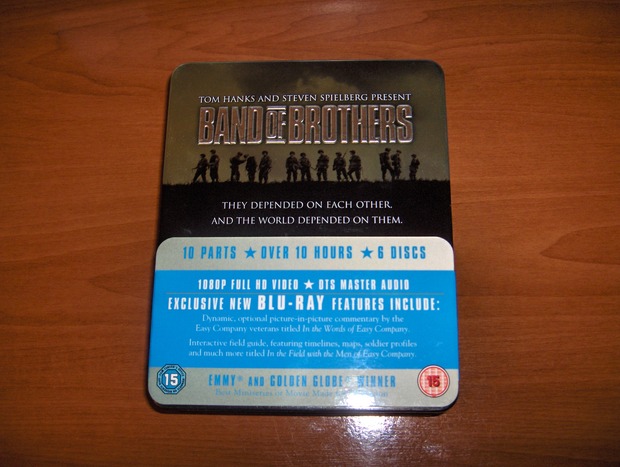 TOM HANKS AND STEVEN SPIELBERG PRESENT
BAND OF BROTHERS
THEY DEPENDED ON EACH OTHER,
AND THE WORLD DEPENDED ON THEM.
10 PARTS ★ OVER 10 HOURS ★ 6 DISCS
1080P FULL HD VIDEO ★ DTS MASTER AUDIO
EXCLUSIVE NEW BLU-RAY FEATURES INCLUDE:
Dynamic, optional picture-in-picture commentary by the
Easy Company veterans titled In the Words of Easy Company.
Interactive field guide, featuring timelines, maps, soldier profiles
and much more titled In the Field with the Men of Easy Company.
15
EMMY® AND GOLDEN GLOBE® WINNER
15
Best Miniseries or